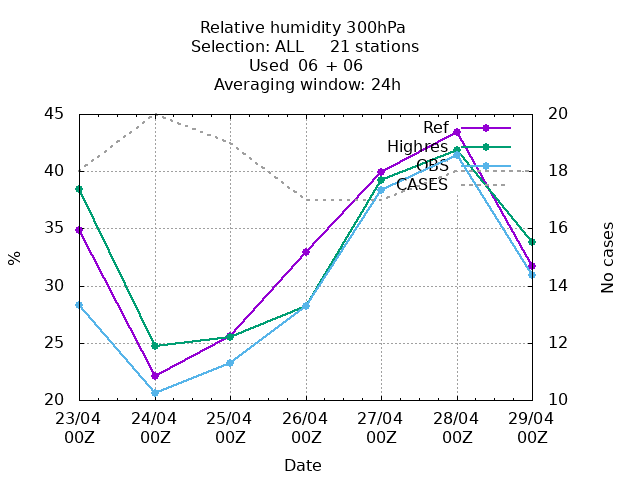 Relative humidity 300hPa
Selection: ALL     21 stations
Used  06 + 06
Averaging window: 24h
45
40
35
30
25
20
%
20
18
16
14
12
10
No cases
Ref
Highres
OBS
CASES
23/04 24/04 25/04 26/04 27/04 28/04 29/04
00Z 00Z 00Z 00Z 00Z 00Z 00Z
Date